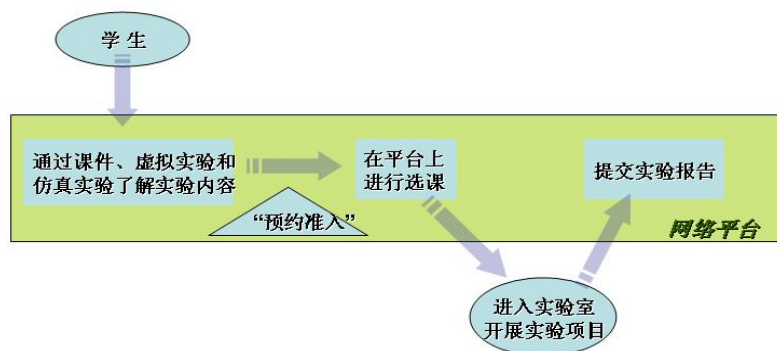 学 生
通过课件、虚拟实验和
仿真实验了解实验内容
在平台上
进行选课
提交实验报告
“预约准入”
网络平台
进入实验室
开展实验项目